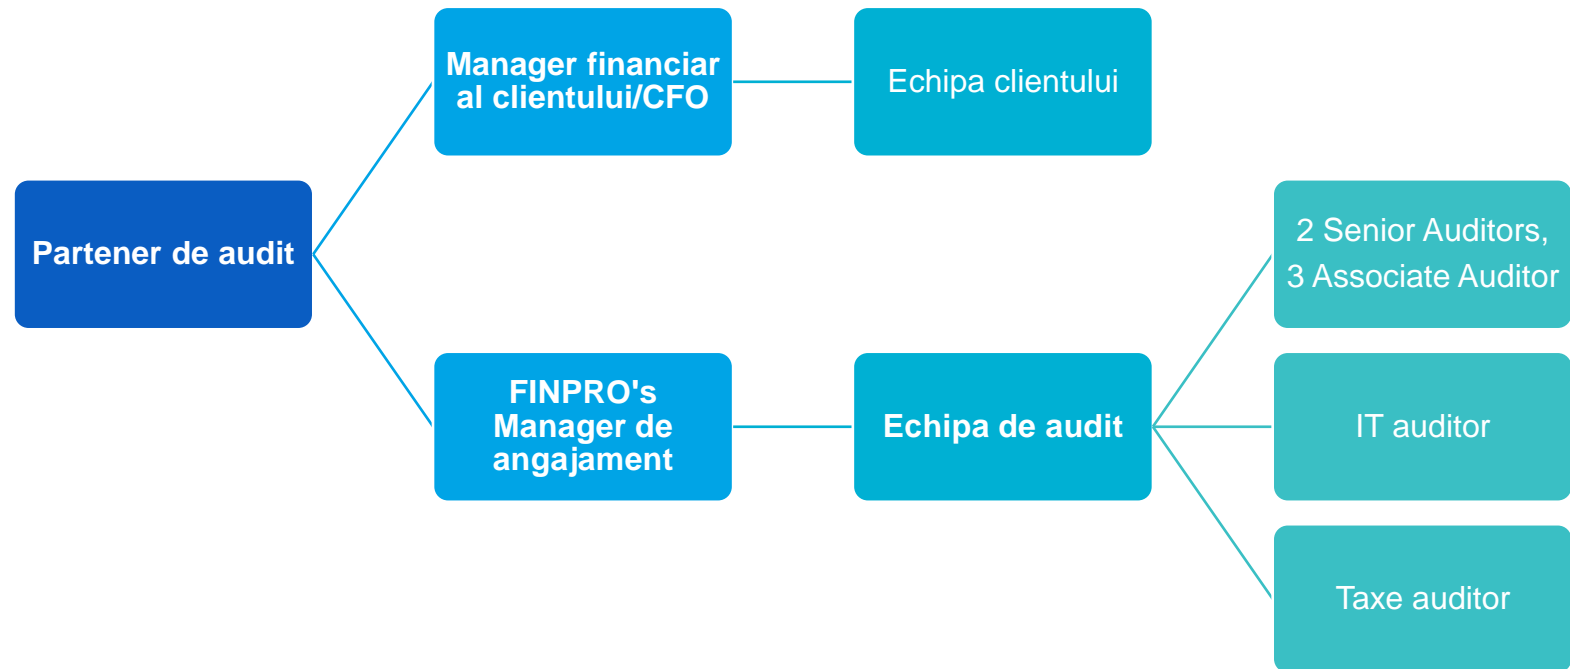 Partener de audit
Manager financiar
al clientului/CFO
Echipa clientului
FINPRO's
Manager de
angajament
Echipa de audit
2 Senior Auditors,
3 Associate Auditor
IT auditor
Taxe auditor